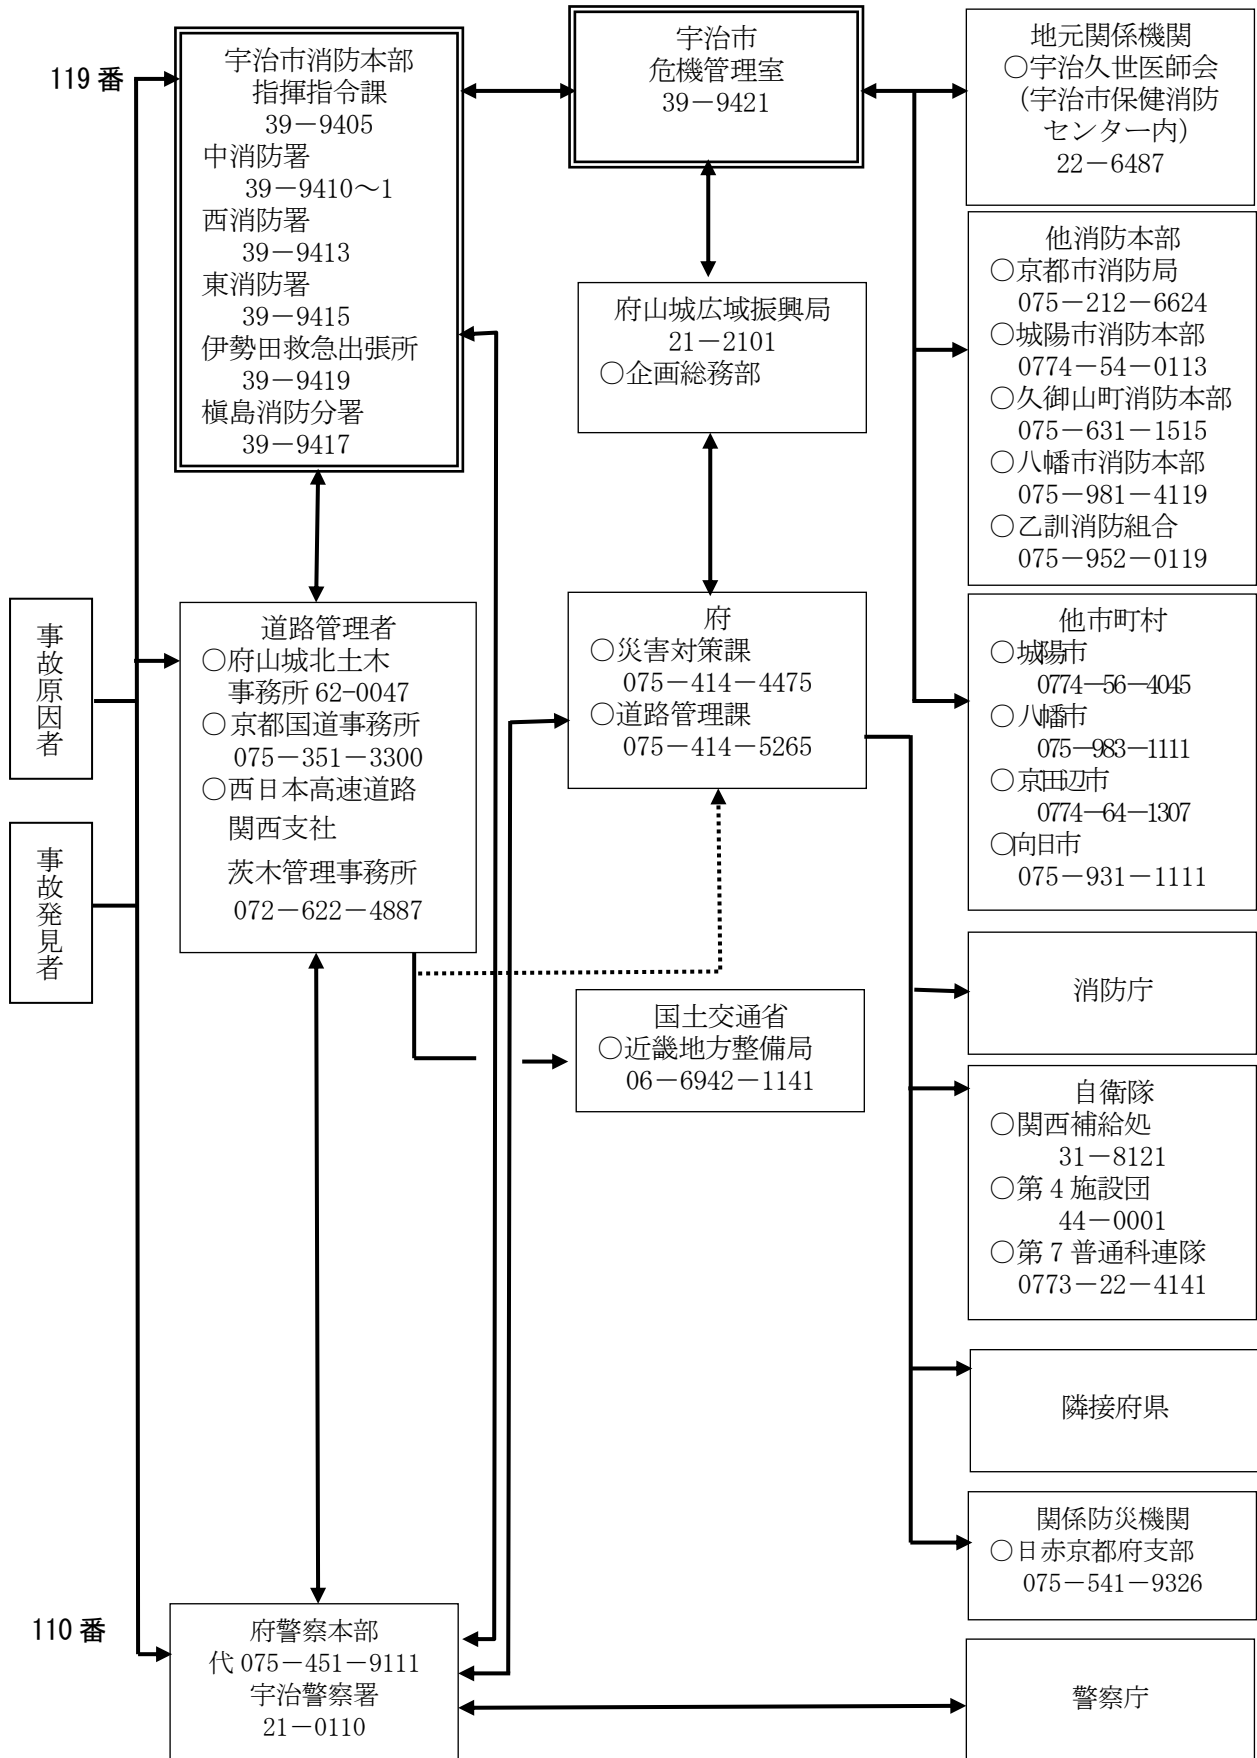 119番
宇治市消防本部
指揮指令課
39－9405
中消防署
39－9410～1
西消防署
39－9413
東消防署
39－9415
伊勢田救急出張所
39－9419
槇島消防分署
39－9417
宇治市
危機管理室
39－9421
地元関係機関
○宇治久世医師会
（宇治市保健消防
センター内）
22－6487
他消防本部
○京都市消防局
075－212－6624
○城陽市消防本部
0774－54－0113
○久御山町消防本部
075－631－1515
○八幡市消防本部
075－981－4119
○乙訓消防組合
075－952－0119
府山城広域振興局
21－2101
○企画総務部
事故原因者
事故発見者
道路管理者
○府山城北土木
事務所 62-0047
○京都国道事務所
075－351－3300
○西日本高速道路
関西支社
茨木管理事務所
072－622－4887
府
○災害対策課
075－414－4475
○道路管理課
075－414－5265
他市町村
○城陽市
0774－56－4045
○八幡市
075－983－1111
○京田辺市
0774－64－1307
○向日市
075－931－1111
国土交通省
○近畿地方整備局
06－6942－1141
消防庁
自衛隊
○関西補給処
31－8121
○第4施設団
44－0001
○第7普通科連隊
0773－22－4141
隣接府県
関係防災機関
○日赤京都府支部
075－541－9326
110番
府警察本部
代 075－451－9111
宇治警察署
21－0110
警察庁